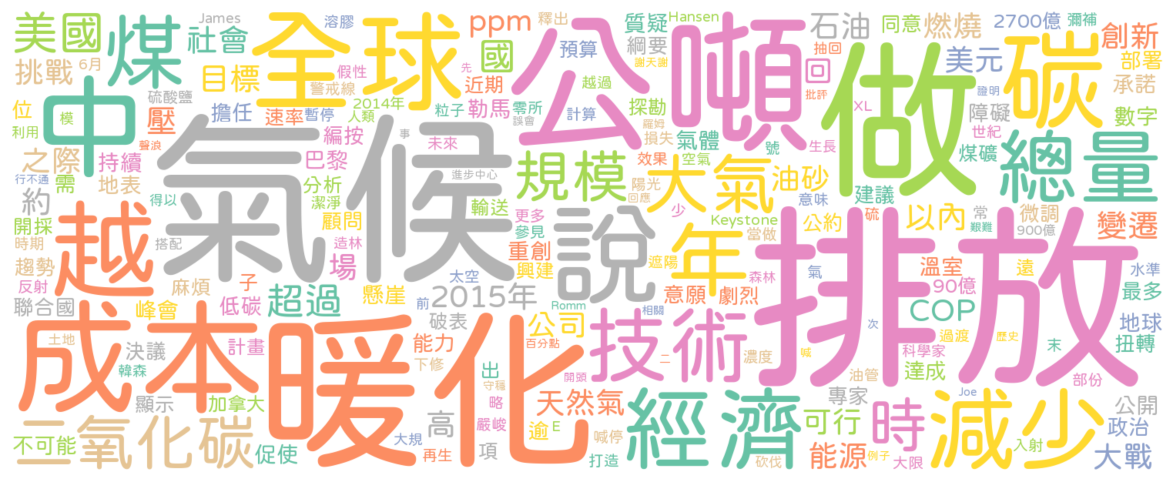 美國
煤
社會
James
溶膠
全球
釋出
ppm
公噸
質疑
Hansen
石油
同意
燃燒
2700億
彌補
創新
挑戰
6月
目標
警戒線
假性
預算
國
綱要
謝天謝
抽回
回
批評
美元
碳
部署
承諾
中
硫酸鹽
位
利用
模
聲浪
壓
擔任
速率
暫停
2014年
人類
粒子
近期
勒馬
越過
零所
誤會
計算
探勘
羅姆
損失
氣體
做
XL
證明
障礙
世紀
煤礦
數字
總量
之際
行不通
持續
地表
需
得以
編按
巴黎
未來
事
進步中心
氣候
規模
效果
空氣
大氣
陽光
回應
油砂
號
生長
建議
意味
約
開採
越
時期
趨勢
反射
搭配
分析
潔淨
顧問
造林
場
輸送
更多
參見
重創
興建
說
少
年
遮陽
Keystone
當做
公約
硫
以內
常
艱難
微調
900億
變遷
聯合國
麻煩
峰會
低碳
子
超過
懸崖
太空
前
2015年
破表
Romm
相關
森林
意願
劇烈
氣
排放
溫室
90億
遠
水準
最多
COP
成本
土地
決議
韓森
計畫
暖化
下修
能力
公司
百分點
技術
二
濃度
油管
次
科學家
過渡
達成
歷史
末
地球
扭轉
喊
部份
二氧化碳
顯示
加拿大
不可能
促使
大規
再生
高
出
略
守稱
開頭
嚴峻
項
天然氣
逾
E
喊停
打造
經濟
砍伐
專家
可行
能源
例子
時
大限
Joe
減少
入射
公開
政治
大戰